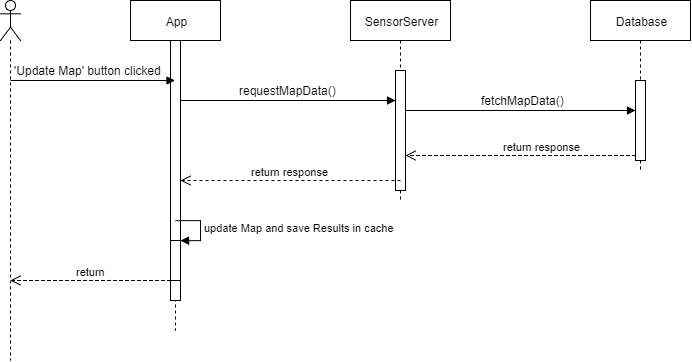 App
SensorServer
Database
'Update Map' button clicked
requestMapData()
fetchMapData()
return response
return response
update Map and save Results in cache
return